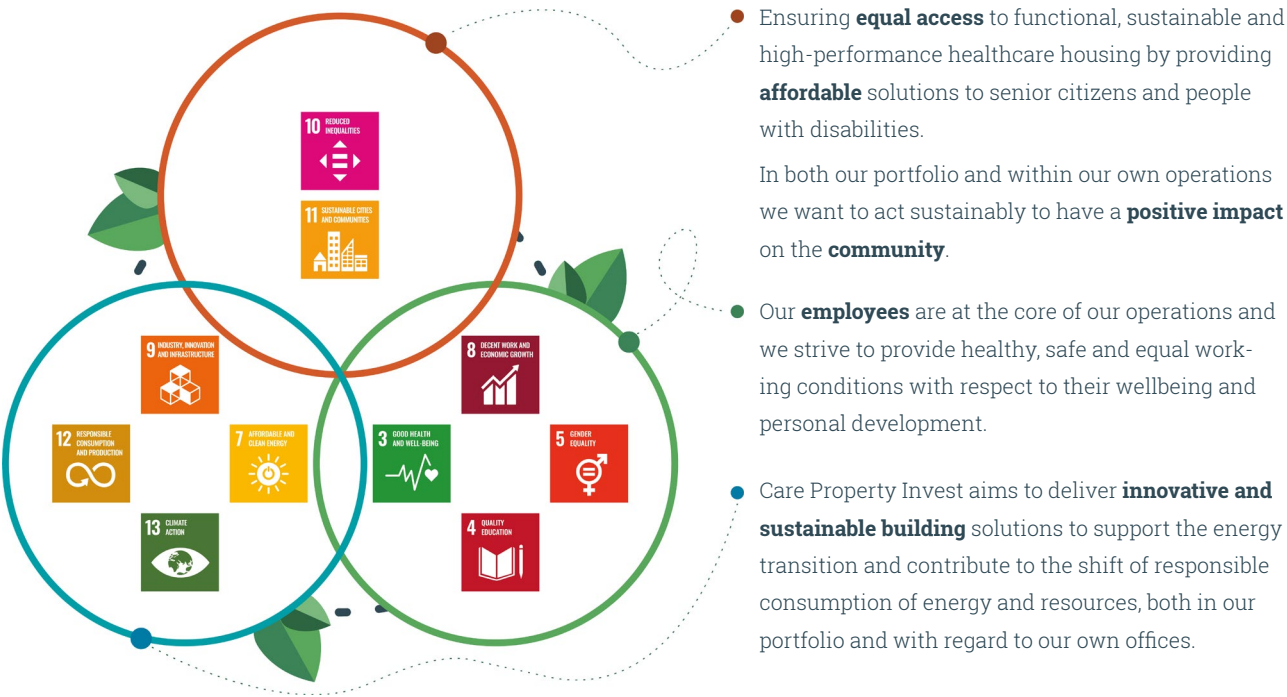 10 REDUCED
INEQUALITIES
11 SUSTAINABLE CITIES
AND COMMUNITIES
9 INDUSTRY, INNOVATION
AND INFRASTRUCTURE
12 RESPONSIBLE
CONSUMPTION
AND PRODUCTION
7 AFFORDABLE AND
CLEAN ENERGY
13 CLIMATE
ACTION
8 DECENT WORK AND
ECONOMIC GROWTH
3 GOOD HEALTH
AND WELL-BEING
5 GENDER
EQUALITY
4 QUALITY
EDUCATION
Ensuring equal access to functional, sustainable and
high-performance healthcare housing by providing
affordable solutions to senior citizens and people
with disabilities.
In both our portfolio and within our own operations
we want to act sustainably to have a positive impact
on the community.
Our employees are at the core of our operations and
we strive to provide healthy, safe and equal work-
ing conditions with respect to their wellbeing and
personal development.
Care Property Invest aims to deliver innovative and
sustainable building solutions to support the energy
transition and contribute to the shift of responsible
consumption of energy and resources, both in our
portfolio and with regard to our own offices.